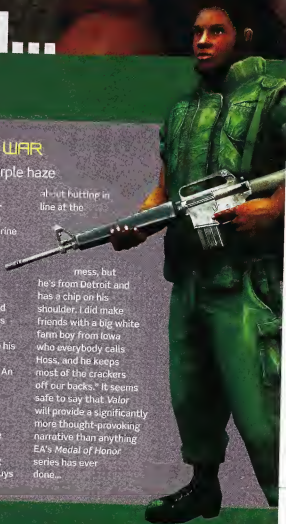 WAR
rple haze
about butting in
line at the
rine
mess, but
he's from Detroit and
has a chip on his
shoulder. I did make
friends with a big white
farm boy from Iowa
who everybody calls
Hoss, and he keeps
most of the crackers
off our backs." It seems
safe to say that Valor
will provide a significantly
more thought-provoking
narrative than anything
EA's Medal of Honor
series has ever
done...
d
s
his
An
uys